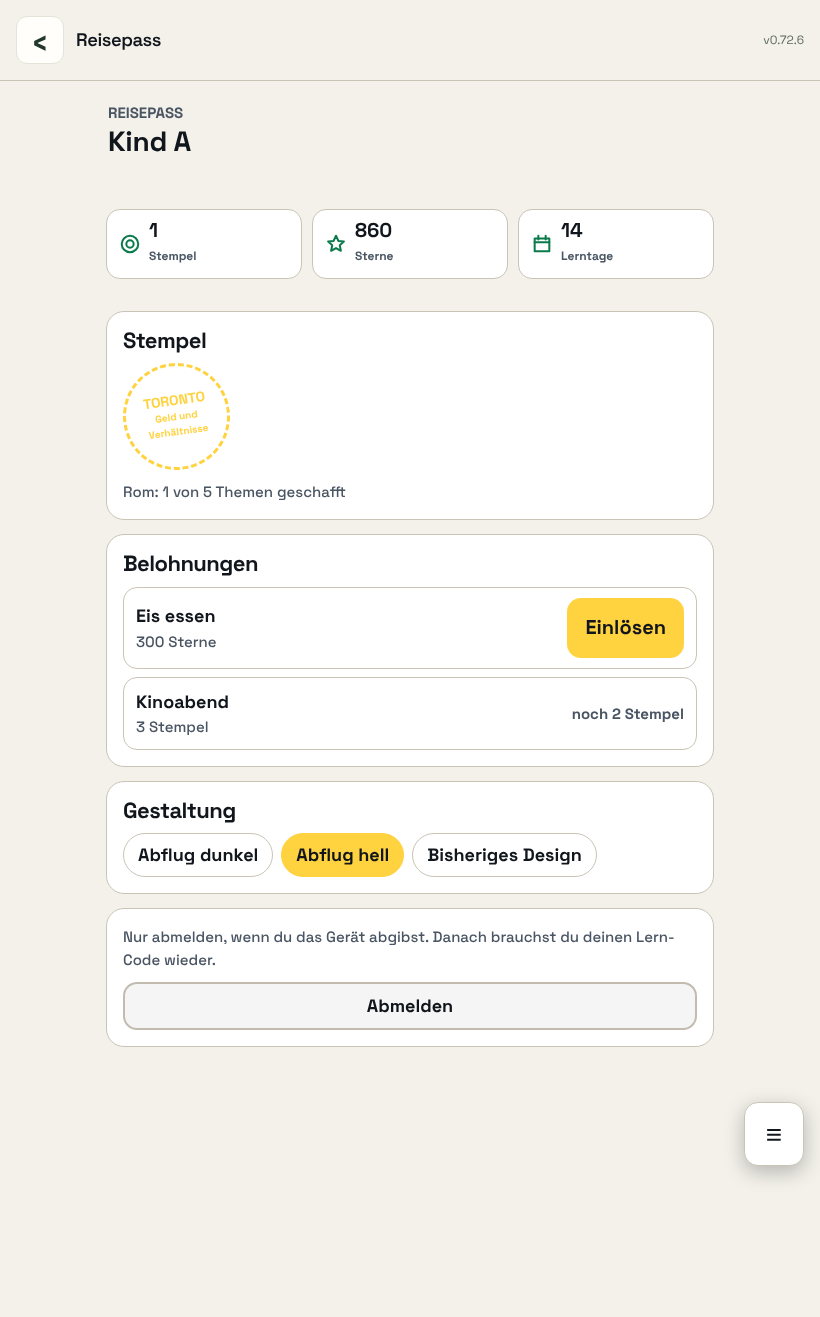 <
Reisepass
v0.72.6
REISEPASS
Kind A
1
Stempel
860
Sterne
14
Lerntage
Stempel
TORONTO
Geld und
Verhältnisse
Rom: 1 von 5 Themen geschafft
Belohnungen
Eis essen
300 Sterne
Einlösen
Kinoabend
3 Stempel
noch 2 Stempel
Gestaltung
Abflug dunkel
Abflug hell
Bisheriges Design
Nur abmelden, wenn du das Gerät abgibst. Danach brauchst du deinen Lern-
Code wieder.
Abmelden